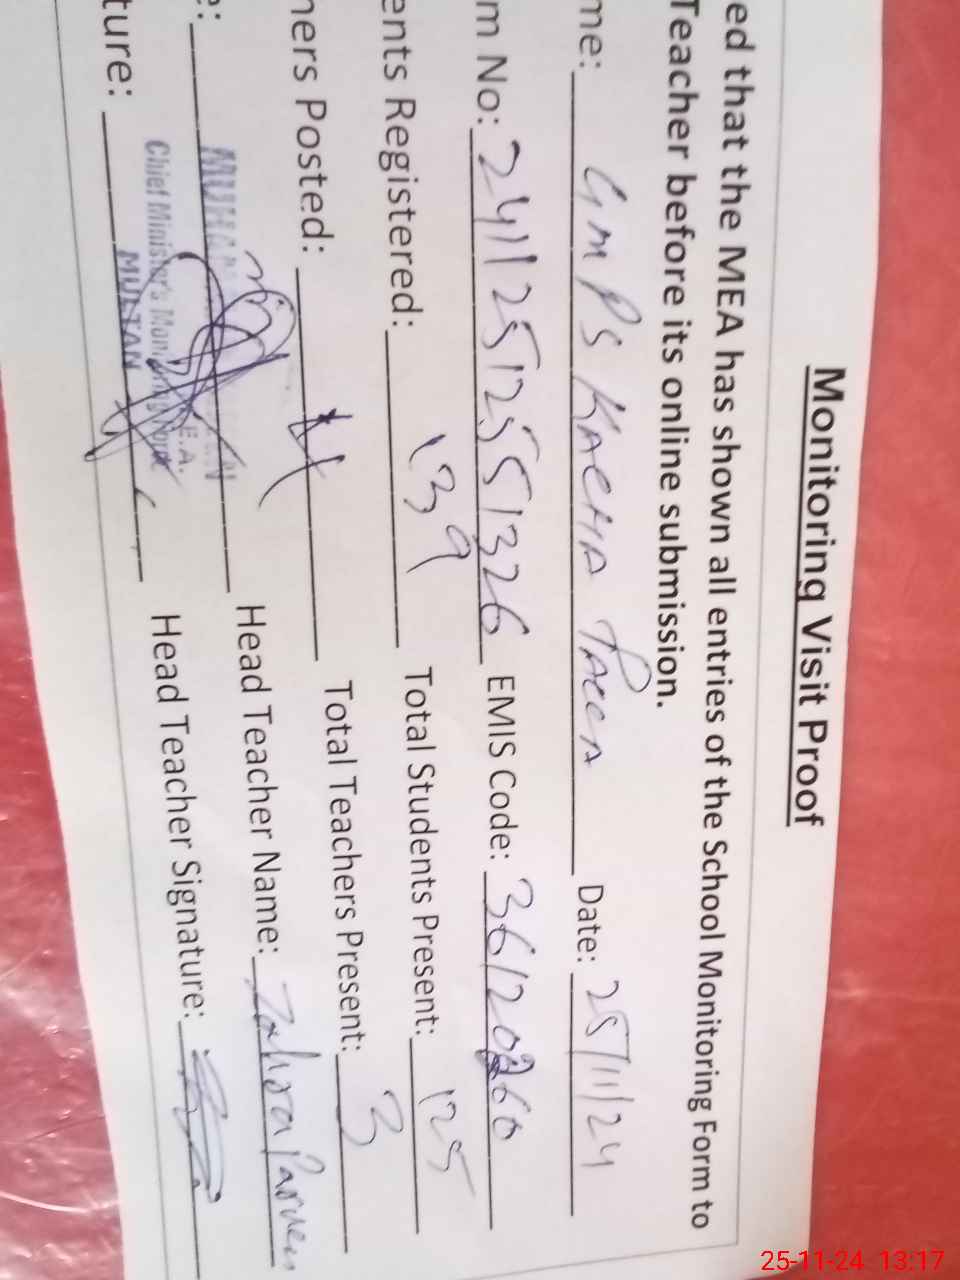 Monitoring Visit Proof
ed that the MEA has shown all entries of the School Monitoring Form to
Teacher before its online submission.
me: GMPS KACHA PACCA Date: 25/11/24
m No: 24112512551326 EMIS Code: 36120260
ents Registered: 139 Total Students Present: 125
hers Posted: 4 Total Teachers Present: 3
e: Head Teacher Name: Zahra Parveen
ture: Head Teacher Signature:
Chief Minister's Monitoring
MULTAN
25-11-24 13:17